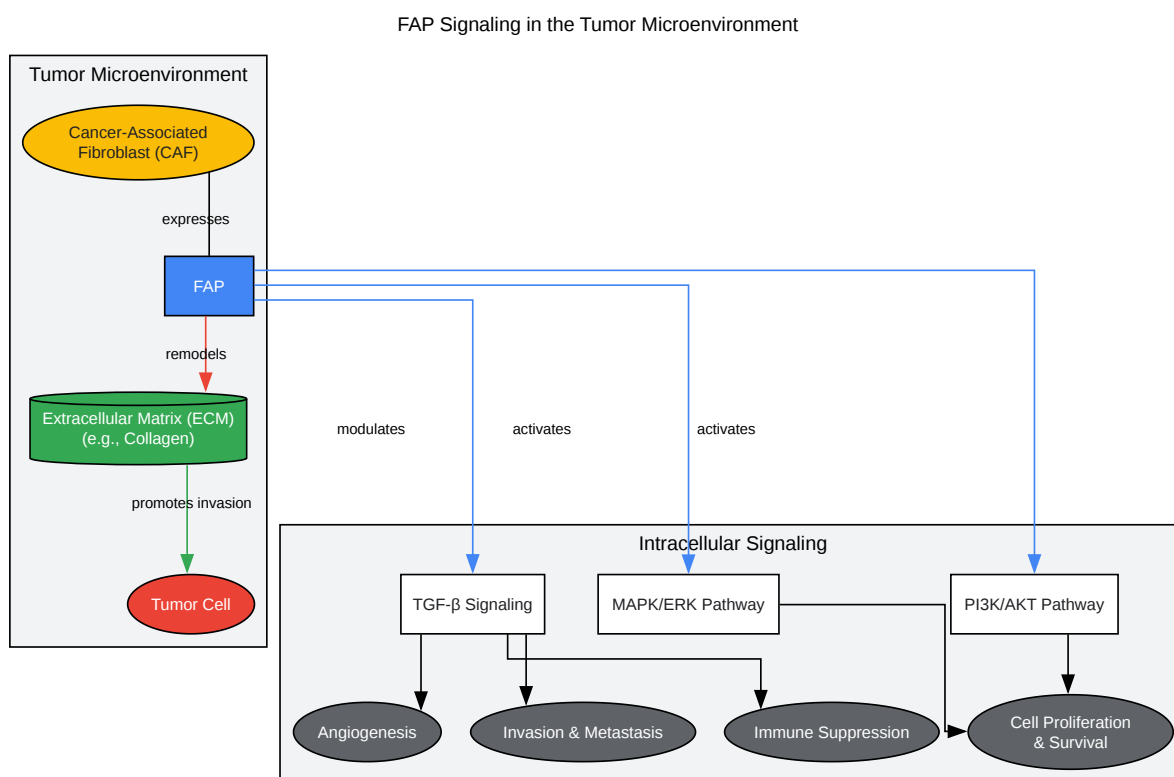 FAP Signaling in the Tumor Microenvironment
Tumor Microenvironment
Cancer-Associated
Fibroblast (CAF)
expresses
FAP
remodels
Extracellular Matrix (ECM)
(e.g., Collagen)
promotes invasion
Tumor Cell
modulates
activates
activates
Intracellular Signaling
TGF-β Signaling
MAPK/ERK Pathway
PI3K/AKT Pathway
Angiogenesis
Invasion & Metastasis
Immune Suppression
Cell Proliferation
& Survival